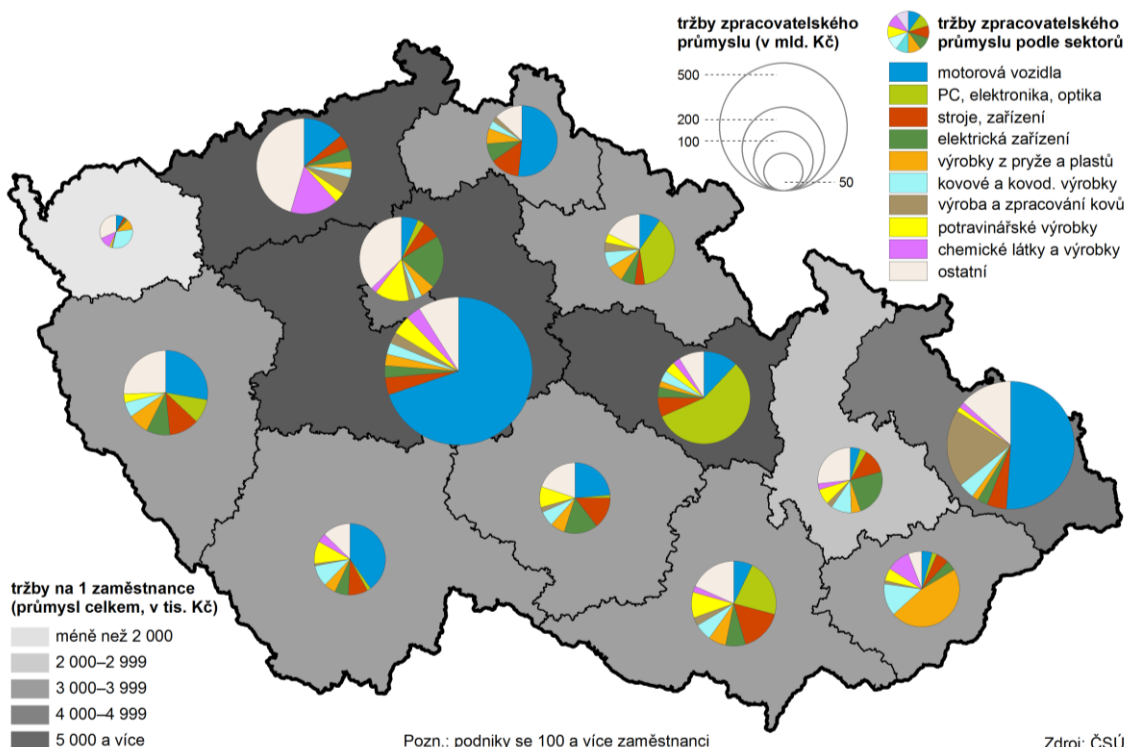 tržby zpracovatelského
průmyslu (v mld. Kč)
500
200
100
50
tržby zpracovatelského
průmyslu podle sektorů
motorová vozidla
PC, elektronika, optika
stroje, zařízení
elektrická zařízení
výrobky z pryže a plastů
kovové a kovod. výrobky
výroba a zpracování kovů
potravinářské výrobky
chemické látky a výrobky
ostatní
tržby na 1 zaměstnance
(průmysl celkem, v tis. Kč)
méně než 2 000
2 000–2 999
3 000–3 999
4 000–4 999
5 000 a více
Pozn.: podniky se 100 a více zaměstnanci
Zdroj: ČSÚ